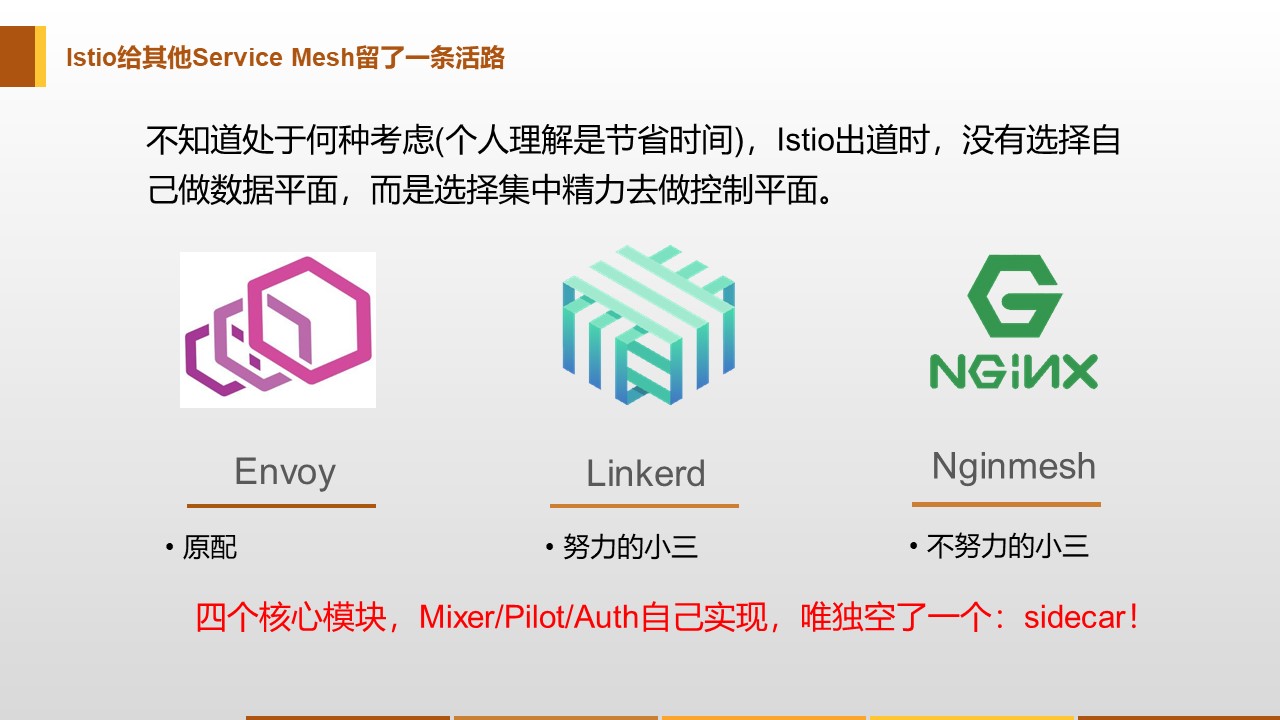 Istio给其他Service Mesh留了一条活路
不知道处于何种考虑(个人理解是节省时间)，Istio出道时，没有选择自
己做数据平面，而是选择集中精力去做控制平面。
NGiNX
Envoy
Linkerd
Nginmesh
• 原配
• 努力的小三
• 不努力的小三
四个核心模块，Mixer/Pilot/Auth自己实现，唯独空了一个：sidecar！